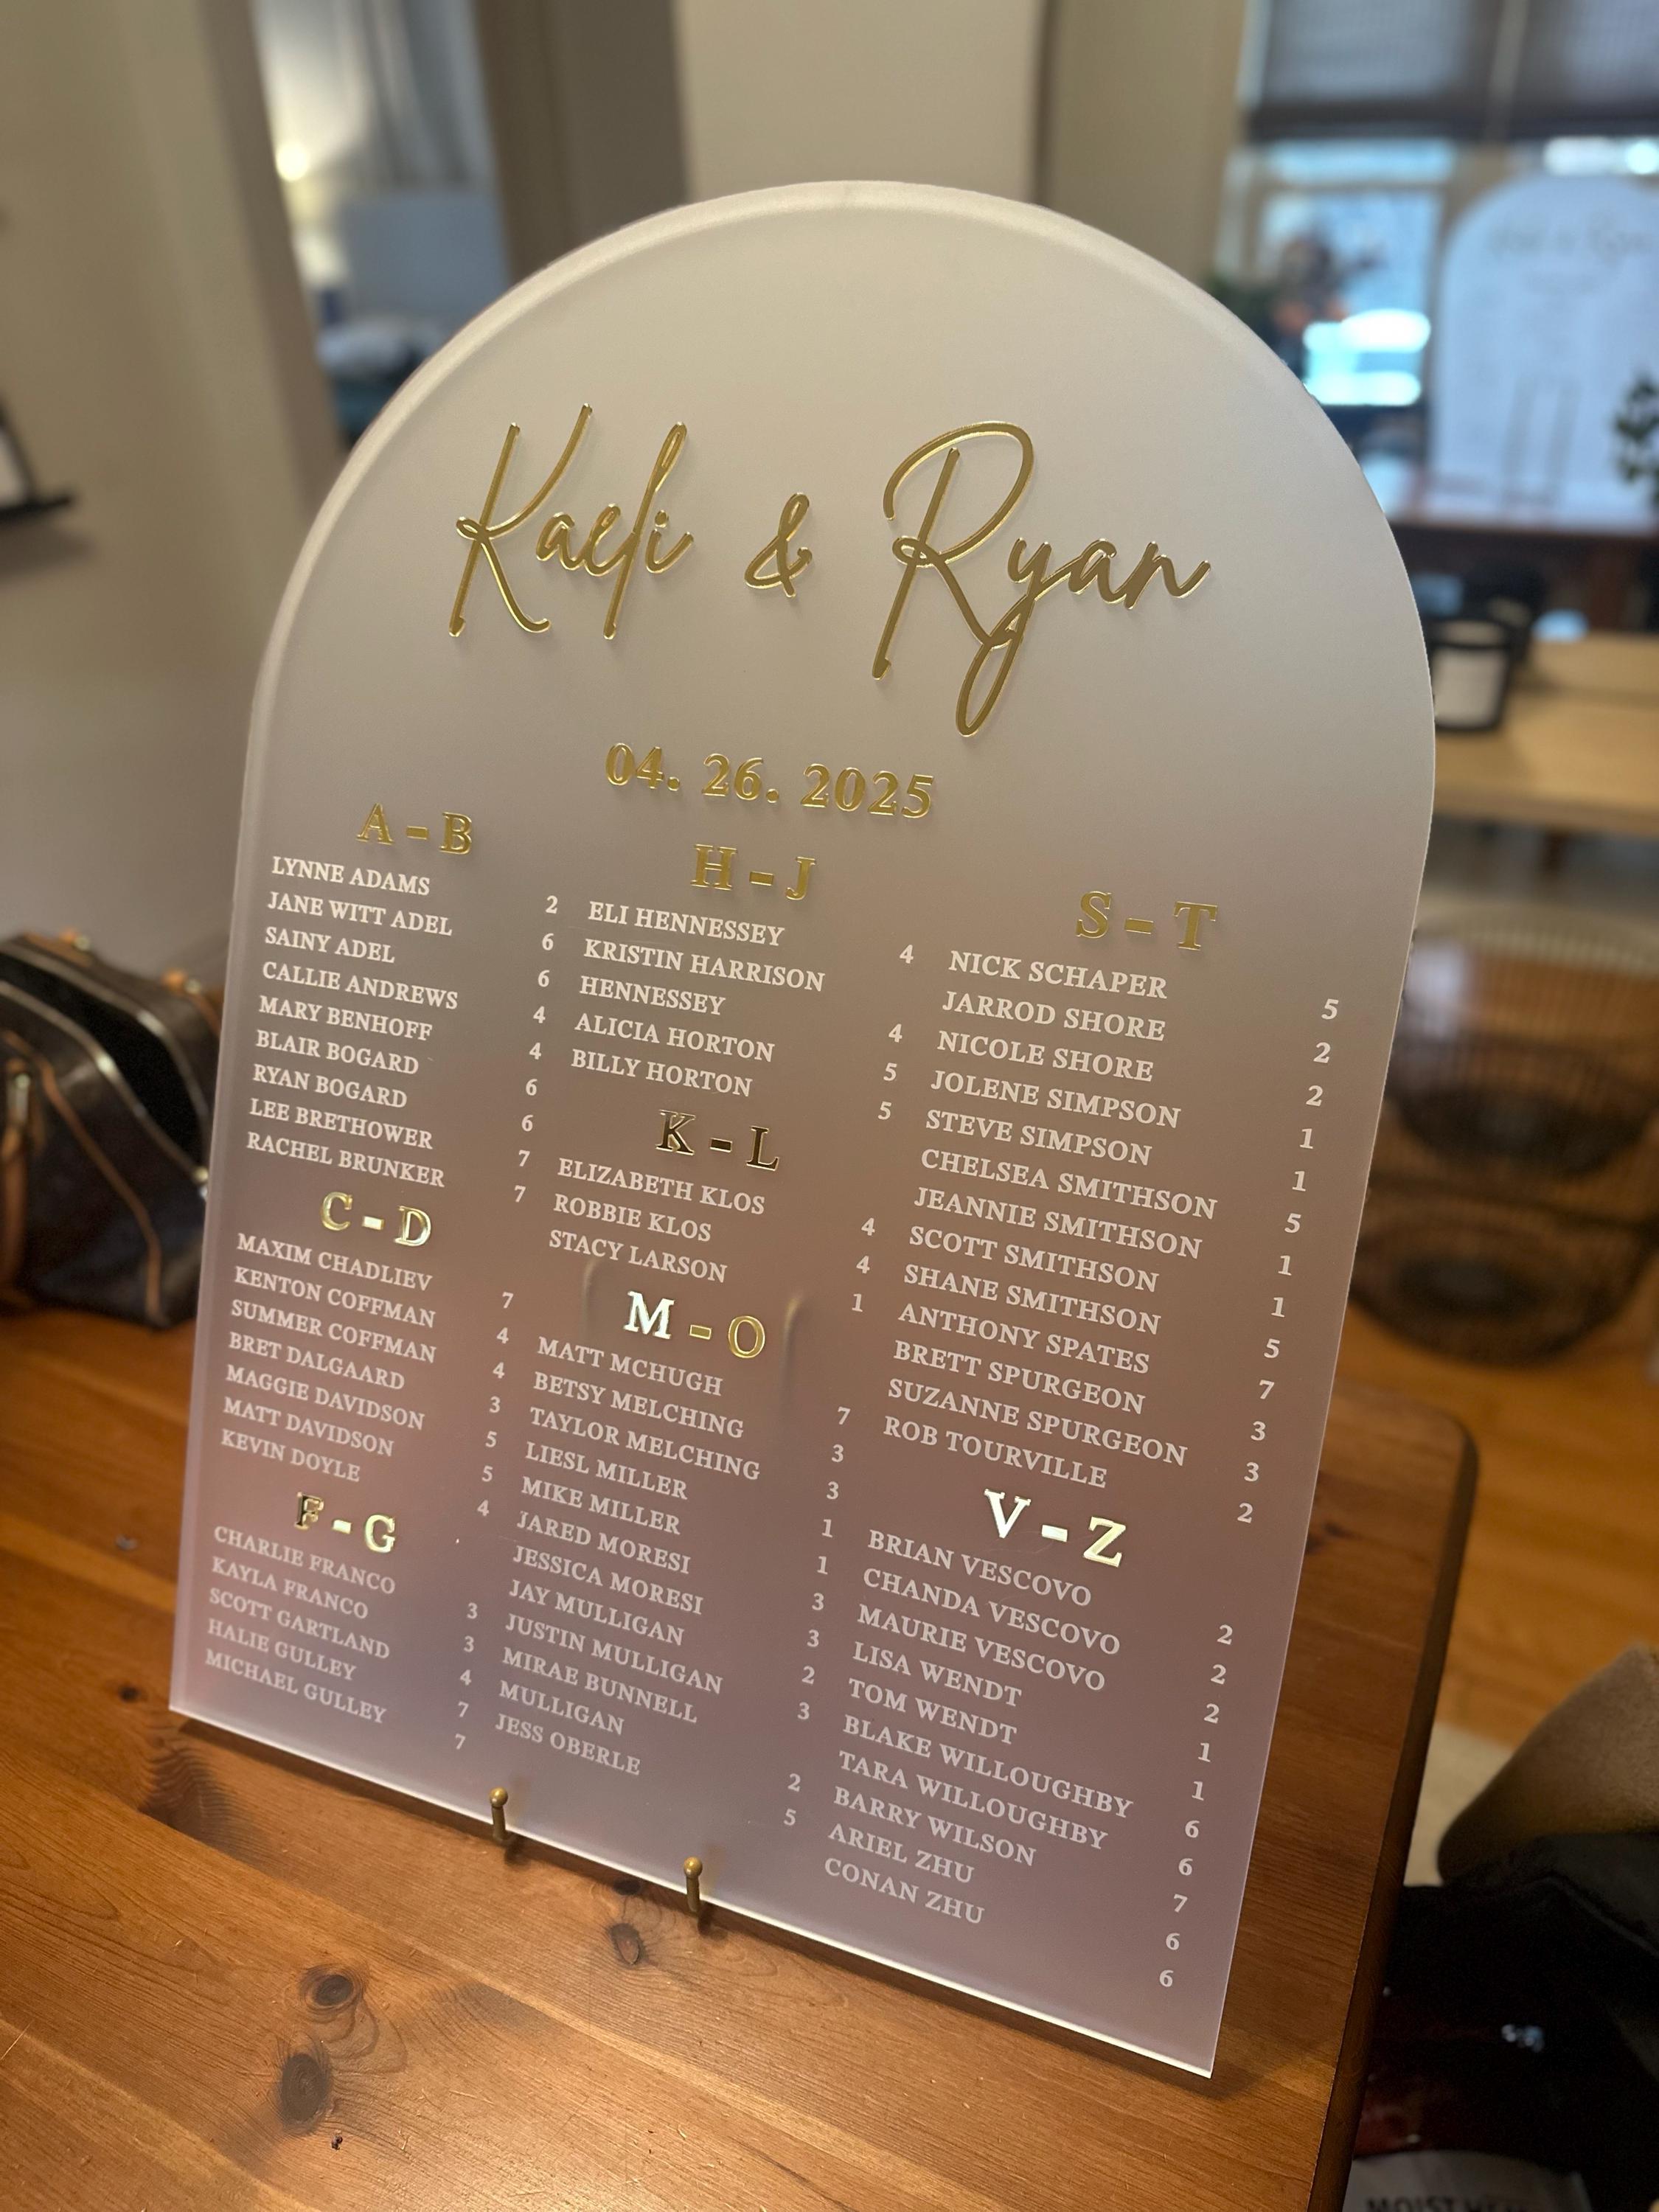 Kaeli & Ryan
04. 26. 2025
A - B
LYNNE ADAMS 2
JANE WITT ADEL 6
SAINY ADEL 6
CALLIE ANDREWS 4
MARY BENHOFF 4
BLAIR BOGARD 6
RYAN BOGARD 6
LEE BRETHOWER 7
RACHEL BRUNKER 7
C - D
MAXIM CHADLIEV 7
KENTON COFFMAN 4
SUMMER COFFMAN 4
BRET DALGAARD 3
MAGGIE DAVIDSON 5
MATT DAVIDSON 5
KEVIN DOYLE 4
F - G
CHARLIE FRANCO 3
KAYLA FRANCO 3
SCOTT GARTLAND 4
HALIE GULLEY 7
MICHAEL GULLEY 7
H - J
ELI HENNESSEY 4
KRISTIN HARRISON
HENNESSEY 4
ALICIA HORTON 5
BILLY HORTON 5
K - L
ELIZABETH KLOS 4
ROBBIE KLOS 4
STACY LARSON 1
M - O
MATT MCHUGH 7
BETSY MELCHING 3
TAYLOR MELCHING 3
LIESL MILLER 1
MIKE MILLER 1
JARED MORESI 3
JESSICA MORESI 3
JAY MULLIGAN 2
JUSTIN MULLIGAN 3
MIRAE BUNNELL
MULLIGAN 2
JESS OBERLE 5
S - T
NICK SCHAPER 5
JARROD SHORE 2
NICOLE SHORE 2
JOLENE SIMPSON 1
STEVE SIMPSON 1
CHELSEA SMITHSON 5
JEANNIE SMITHSON 1
SCOTT SMITHSON 1
SHANE SMITHSON 5
ANTHONY SPATES 7
BRETT SPURGEON 3
SUZANNE SPURGEON 3
ROB TOURVILLE 2
V - Z
BRIAN VESCOVO 2
CHANDA VESCOVO 2
MAURIE VESCOVO 2
LISA WENDT 1
TOM WENDT 1
BLAKE WILLOUGHBY 6
TARA WILLOUGHBY 6
BARRY WILSON 7
ARIEL ZHU 6
CONAN ZHU 6
MOIST